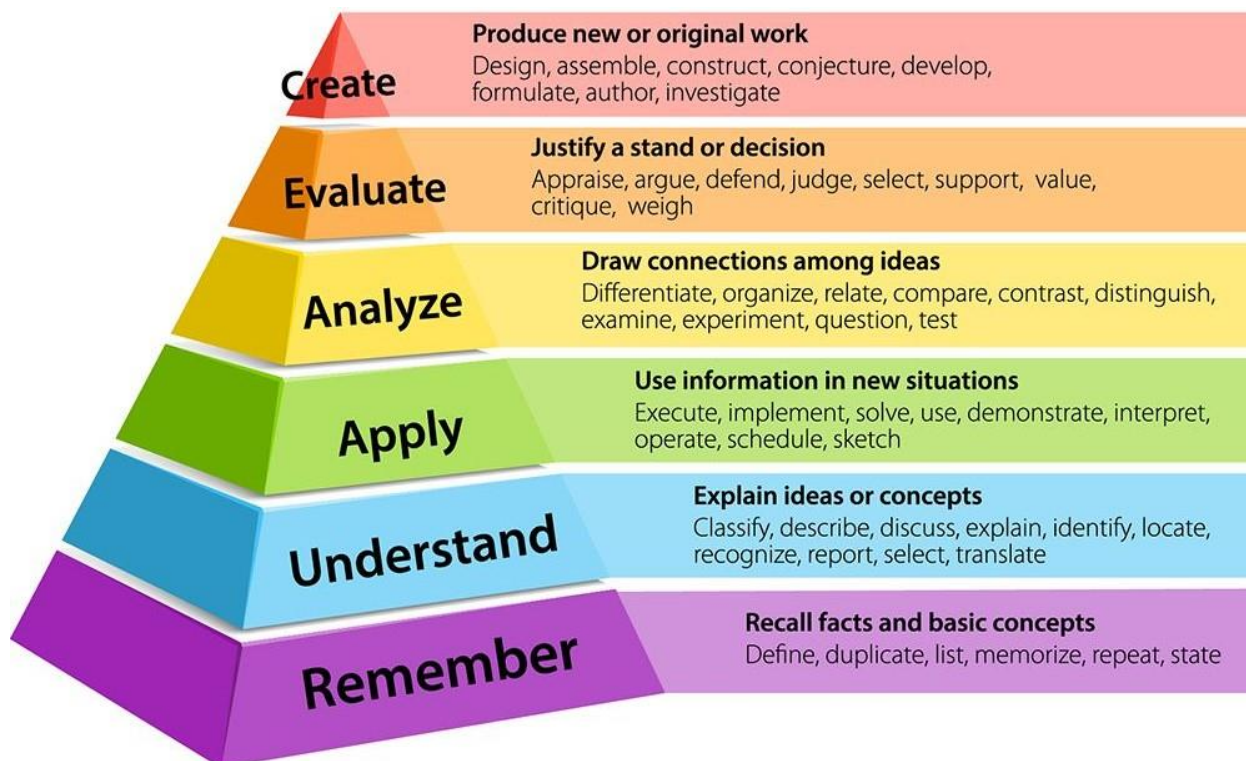 Create
Produce new or original work
Design, assemble, construct, conjecture, develop,
formulate, author, investigate
Evaluate
Justify a stand or decision
Appraise, argue, defend, judge, select, support, value,
critique, weigh
Analyze
Draw connections among ideas
Differentiate, organize, relate, compare, contrast, distinguish,
examine, experiment, question, test
Apply
Use information in new situations
Execute, implement, solve, use, demonstrate, interpret,
operate, schedule, sketch
Understand
Explain ideas or concepts
Classify, describe, discuss, explain, identify, locate,
recognize, report, select, translate
Remember
Recall facts and basic concepts
Define, duplicate, list, memorize, repeat, state